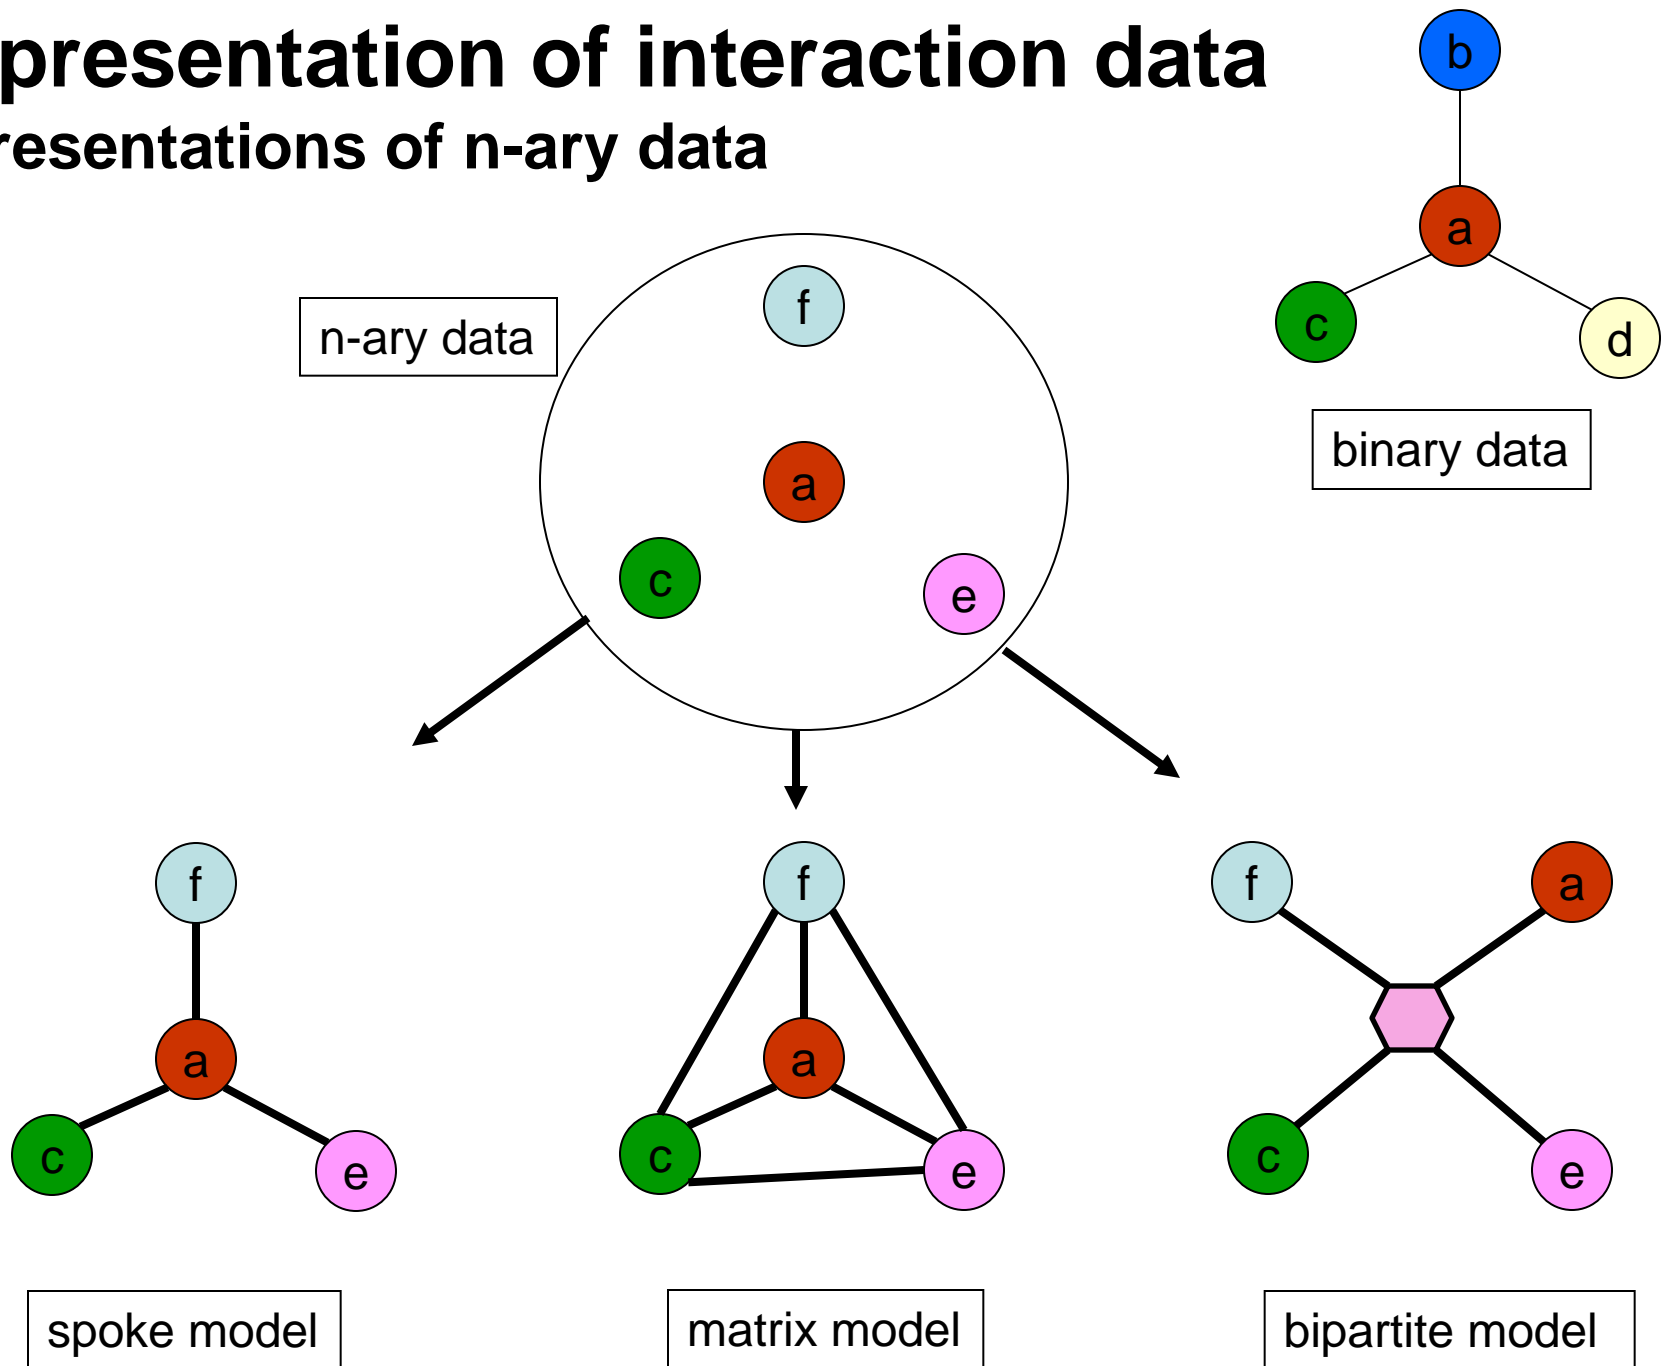 presentation of interaction data
resentations of n-ary data
b
a
c
d
binary data
n-ary data
f
a
c
e
f
a
c
e
spoke model
f
a
c
e
matrix model
f
a
c
e
bipartite model